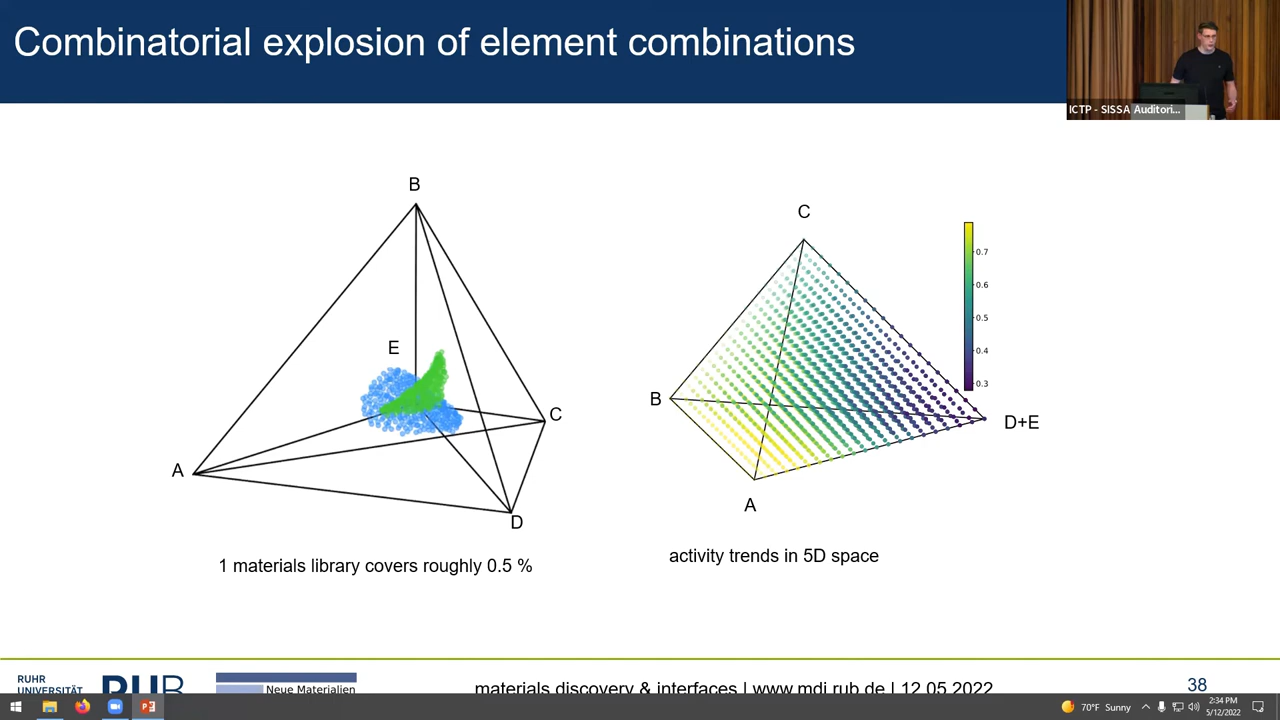 Combinatorial explosion of element combinations
ICTP - SISSA Auditori...
B
E
A
C
D
1 materials library covers roughly 0.5 %
C
B
A
D+E
0.7
0.6
0.5
0.4
0.3
activity trends in 5D space
RUHR
UNIVERSITÄT
RUB
Neue Materialien
materials discovery & interfaces | www.mdi.rub.de | 12.05.2022
38
70°F Sunny
2:34 PM
5/12/2022